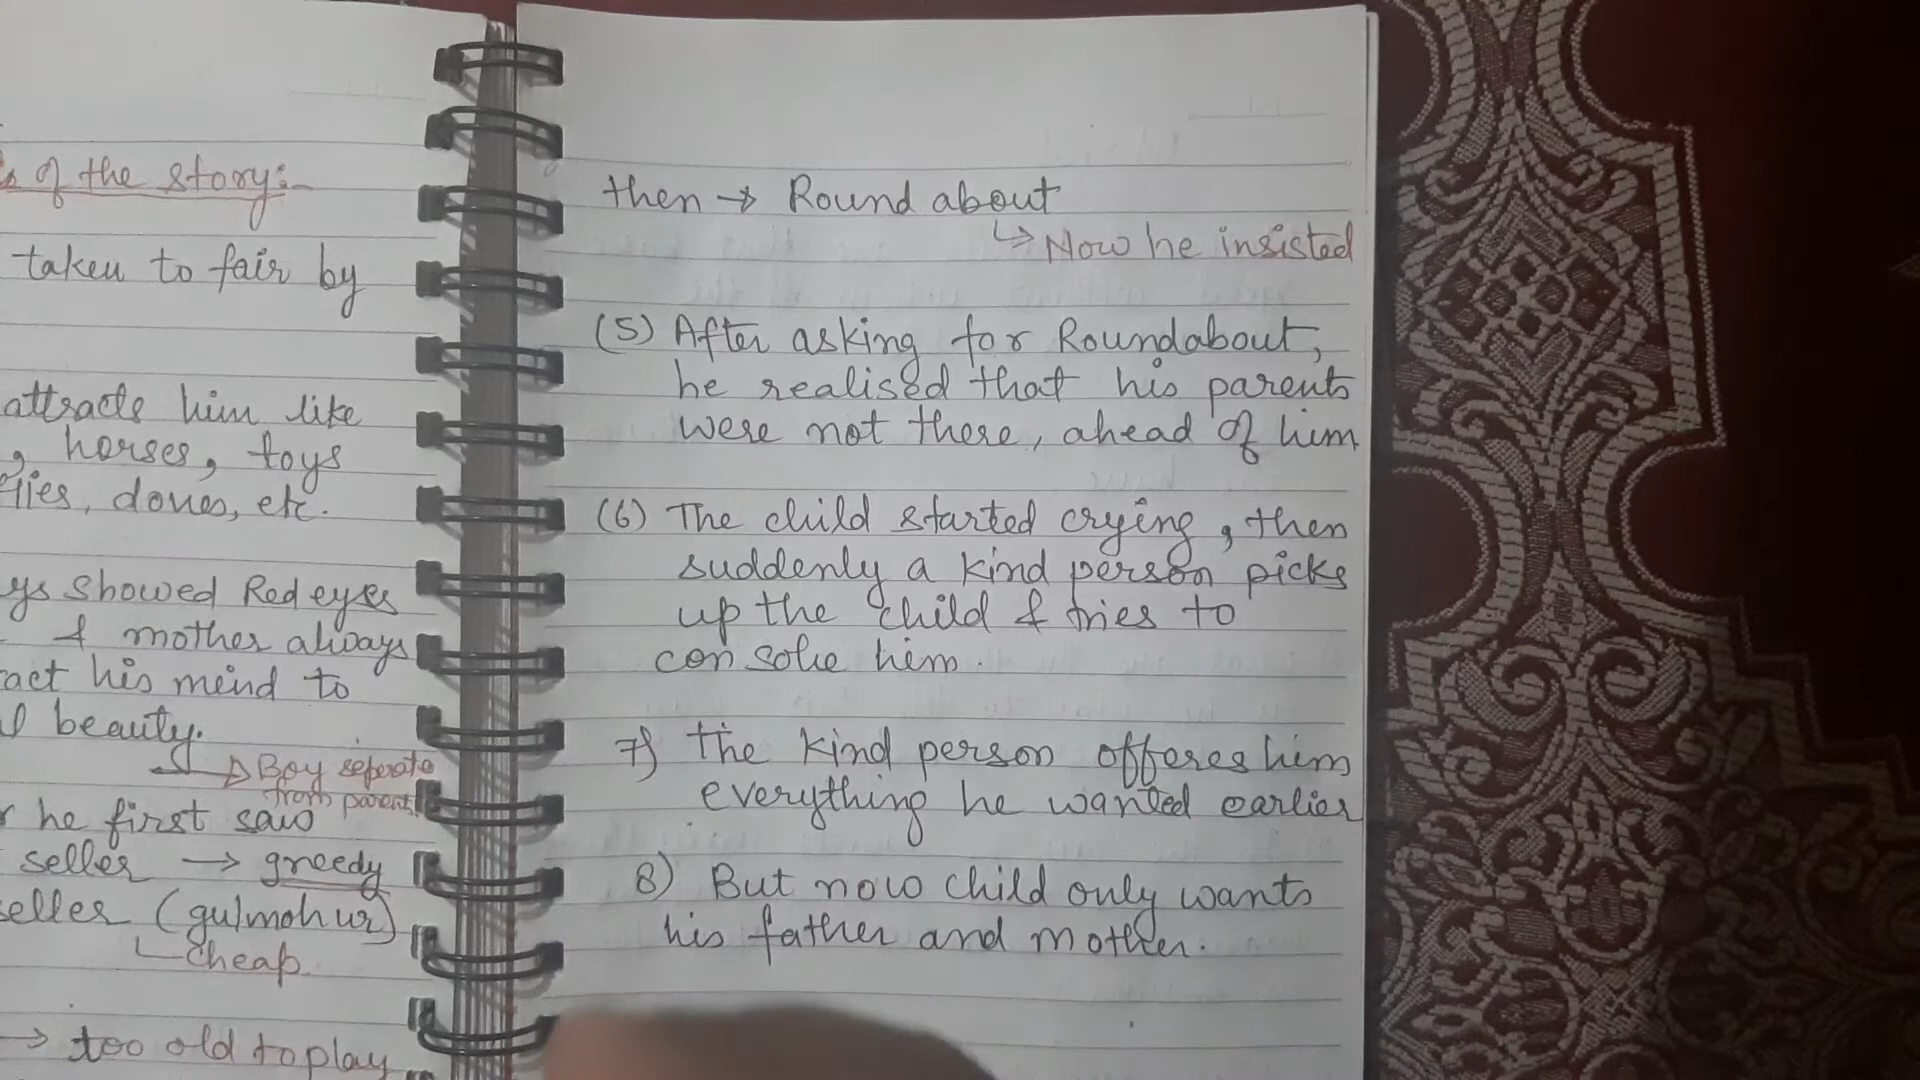 of the story:-
taken to fair by
attracts him like
, horses, toys
flies, doves, etc.
ys showed Red eyes
& mother always
ract his mind to
l beauty.
→ Boy seperate
from parent
r he first saw
seller → greedy
seller (gulmohur)
cheap
→ too old to play
then → Round about
↳ Now he insisted
(5) After asking for Roundabout,
he realised that his parents
were not there, ahead of him
(6) The child started crying, then
suddenly a kind person picks
up the child & tries to
console him.
7) The kind person offeres him
everything he wanted earlier
8) But now child only wants
his father and mother.